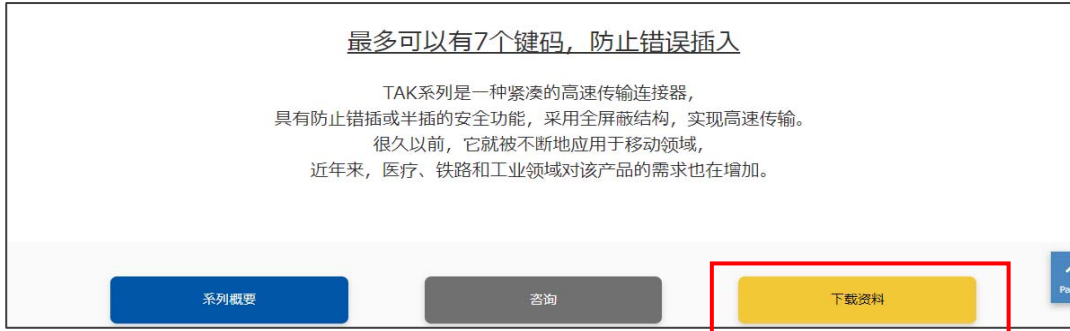 最多可以有7个键码，防止错误插入
TAK系列是一种紧凑的高速传输连接器，
具有防止错插或半插的安全功能，采用全屏蔽结构，实现高速传输。
很久以前，它就被不断地应用于移动领域，
近年来，医疗、铁路和工业领域对该产品的需求也在增加。
系列概要
咨询
下载资料